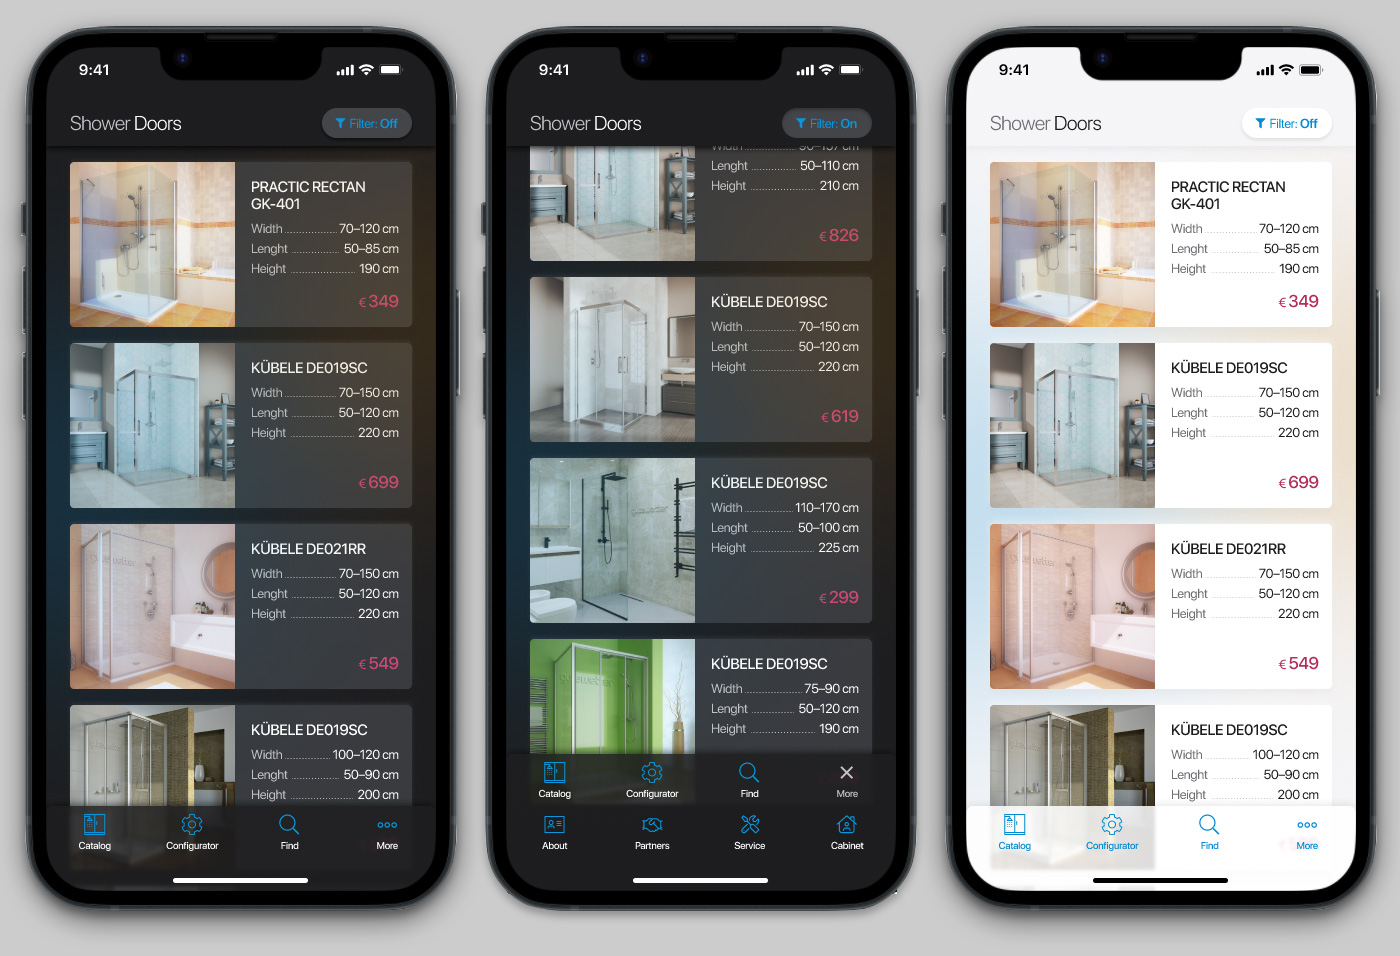 9:41
Shower Doors
Filter: Off
PRACTIC RECTAN
GK-401
Width 70–120 cm
Lenght 50–85 cm
Height 190 cm
€ 349
KÜBELE DE019SC
Width 70–150 cm
Lenght 50–120 cm
Height 220 cm
€ 699
KÜBELE DE021RR
Width 70–150 cm
Lenght 50–120 cm
Height 220 cm
€ 549
KÜBELE DE019SC
Width 100–120 cm
Lenght 50–90 cm
Height 200 cm
Catalog
Configurator
Find
More
9:41
Shower Doors
Filter: On
Width 90–137 cm
Lenght 50–110 cm
Height 210 cm
€ 826
KÜBELE DE019SC
Width 70–150 cm
Lenght 50–120 cm
Height 220 cm
€ 619
KÜBELE DE019SC
Width 110–170 cm
Lenght 50–100 cm
Height 225 cm
€ 299
KÜBELE DE019SC
Width 75–90 cm
Lenght 50–120 cm
Height 190 cm
Catalog
Configurator
Find
More
About
Partners
Service
Cabinet
9:41
Shower Doors
Filter: Off
PRACTIC RECTAN
GK-401
Width 70–120 cm
Lenght 50–85 cm
Height 190 cm
€ 349
KÜBELE DE019SC
Width 70–150 cm
Lenght 50–120 cm
Height 220 cm
€ 699
KÜBELE DE021RR
Width 70–150 cm
Lenght 50–120 cm
Height 220 cm
€ 549
KÜBELE DE019SC
Width 100–120 cm
Lenght 50–90 cm
Height 200 cm
Catalog
Configurator
Find
More